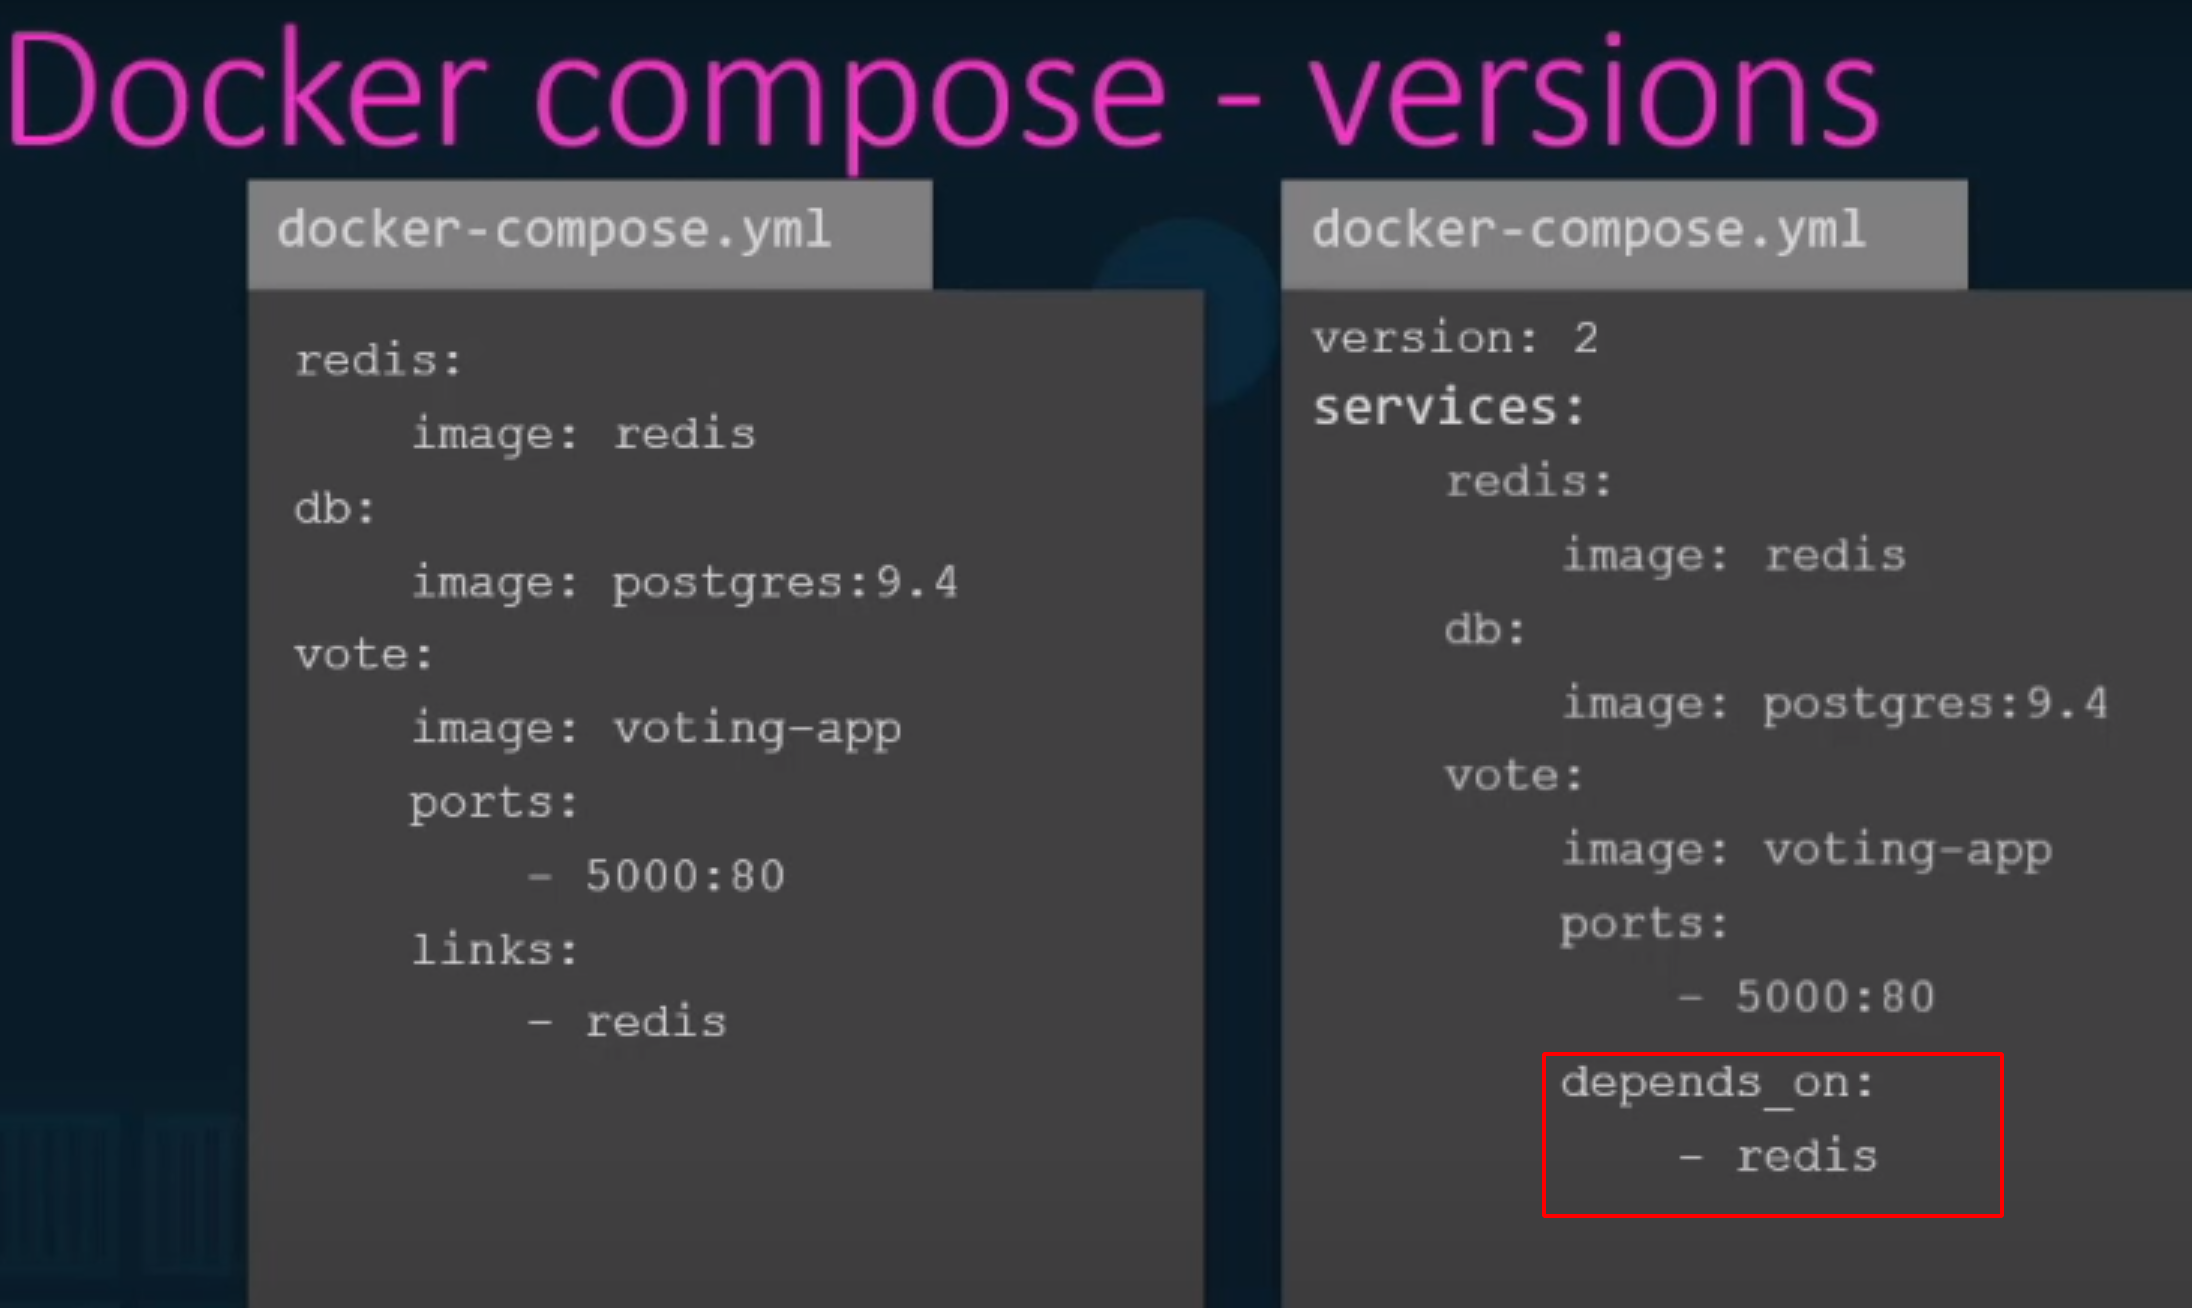 Docker compose - versions
docker-compose.yml
redis:
image: redis
db:
image: postgres:9.4
vote:
image: voting-app
ports:
- 5000:80
links:
- redis
docker-compose.yml
version: 2
services:
redis:
image: redis
db:
image: postgres:9.4
vote:
image: voting-app
ports:
- 5000:80
depends_on:
- redis